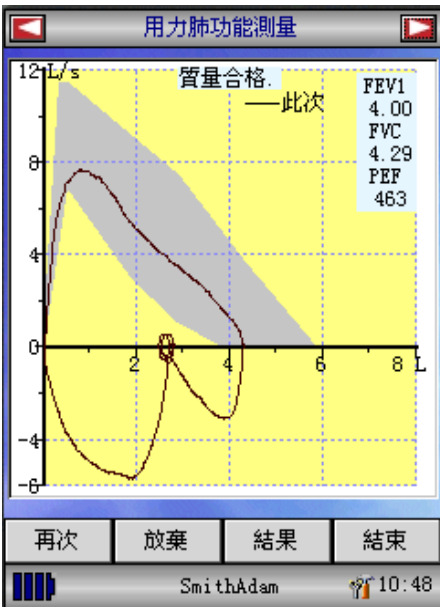 用力肺功能測量
12 L/s
質量合格.
—此次
FEV1
4.00
FVC
4.29
PEF
463
8
4
0
2 4 6 8 L
-4
-6
再次 放棄 結果 結束
SmithAdam 10:48